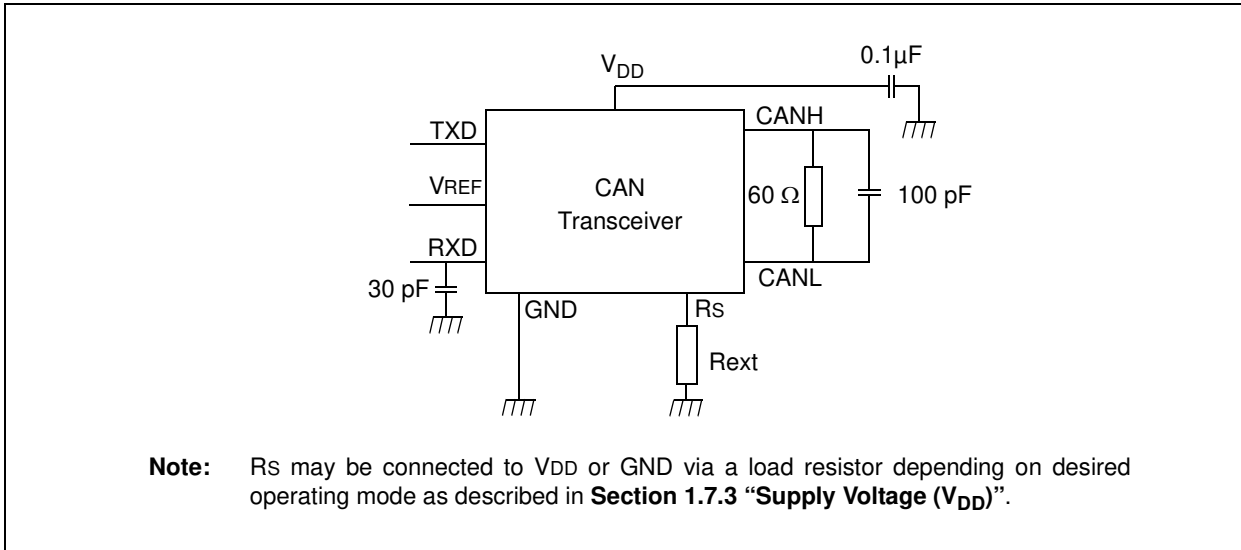 0.1µF
VDD
CANH
TXD
VREF
CAN
Transceiver
60 Ω
100 pF
RXD
CANL
30 pF
GND
RS
Rext
Note: RS may be connected to VDD or GND via a load resistor depending on desired
operating mode as described in Section 1.7.3 “Supply Voltage (VDD)”.